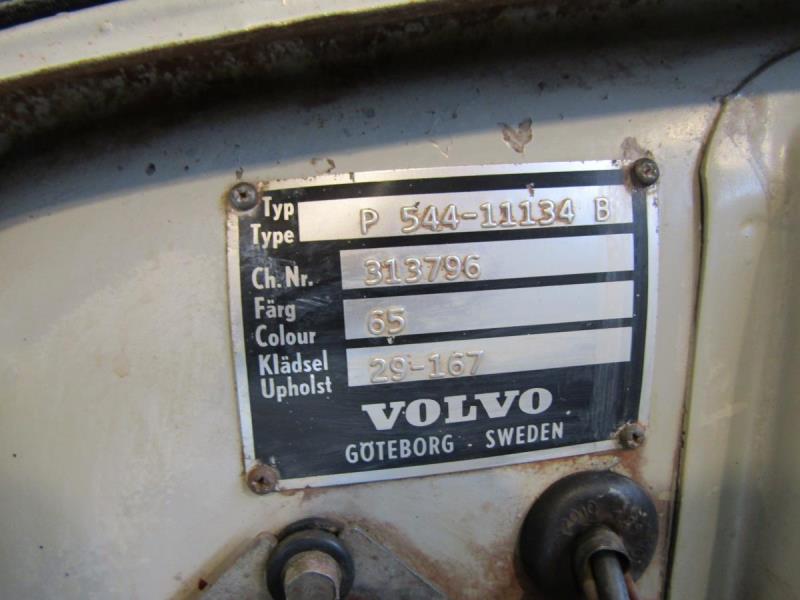 Typ
Type P 544-11134 B
Ch.Nr. 313796
Färg
Colour 65
Klädsel
Upholst 29-167
VOLVO
GÖTEBORG · SWEDEN